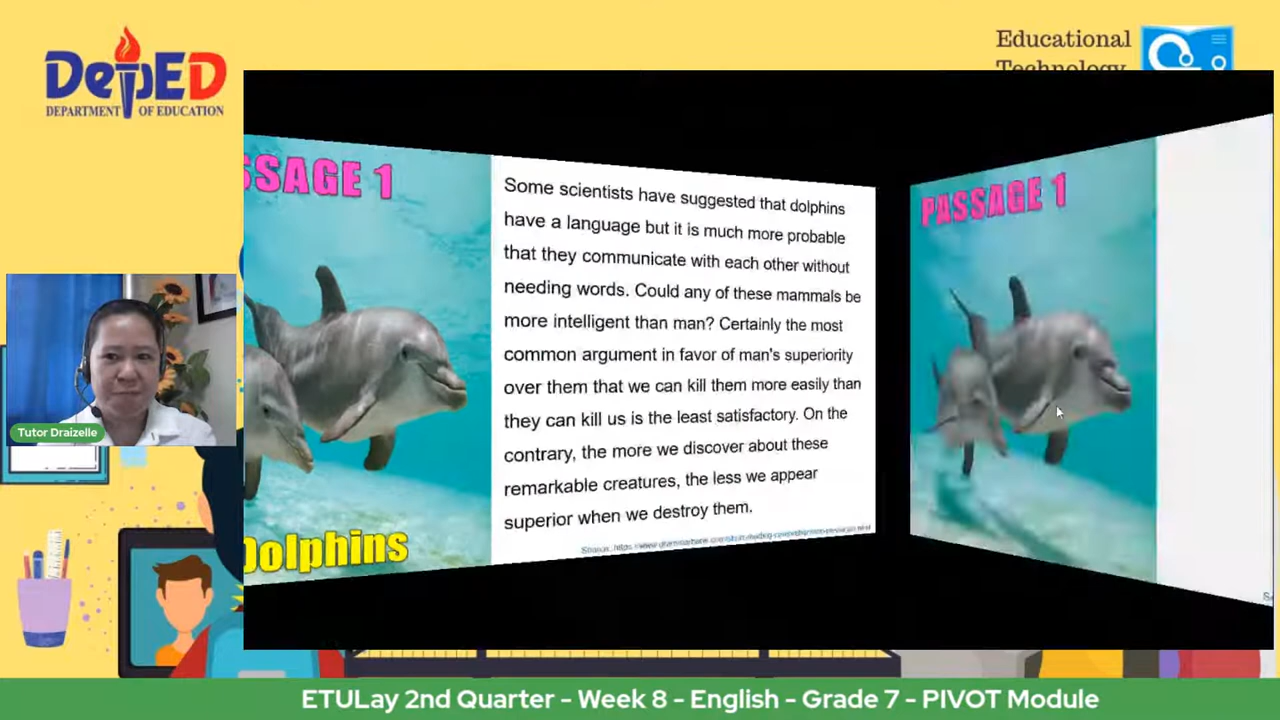 DepED
DEPARTMENT OF EDUCATION
Educational
Technology
SSAGE 1
Some scientists have suggested that dolphins
have a language but it is much more probable
that they communicate with each other without
needing words. Could any of these mammals be
more intelligent than man? Certainly the most
common argument in favor of man's superiority
over them that we can kill them more easily than
they can kill us is the least satisfactory. On the
contrary, the more we discover about these
remarkable creatures, the less we appear
superior when we destroy them.
Dolphins
PASSAGE 1
Tutor Draizelle
ETULay 2nd Quarter - Week 8 - English - Grade 7 - PIVOT Module